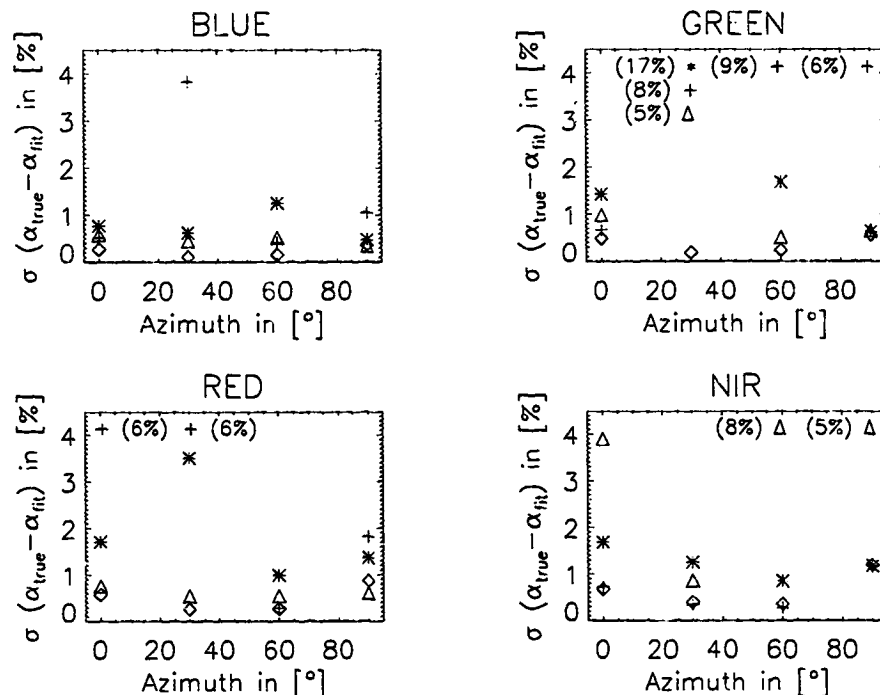 BLUE
σ (α_true−α_fit) in [%]
4
3
2
1
0
0 20 40 60 80
Azimuth in [°]
GREEN
σ (α_true−α_fit) in [%]
(17%) * (9%) + (6%) +
(8%) +
(5%) Δ
4
3
2
1
0
0 20 40 60 80
Azimuth in [°]
RED
σ (α_true−α_fit) in [%]
+ (6%) + (6%)
4
3
2
1
0
0 20 40 60 80
Azimuth in [°]
NIR
σ (α_true−α_fit) in [%]
(8%) Δ (5%) Δ
4
3
2
1
0
0 20 40 60 80
Azimuth in [°]